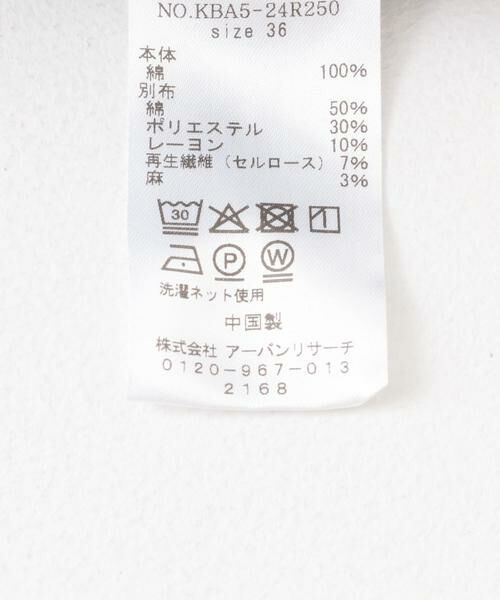 NO.KBA5-24R250
size 36
本体
綿 100%
別布
綿 50%
ポリエステル 30%
レーヨン 10%
再生繊維(セルロース) 7%
麻 3%
30
P W
洗濯ネット使用
中国製
株式会社 アーバンリサーチ
0120-967-013
2168